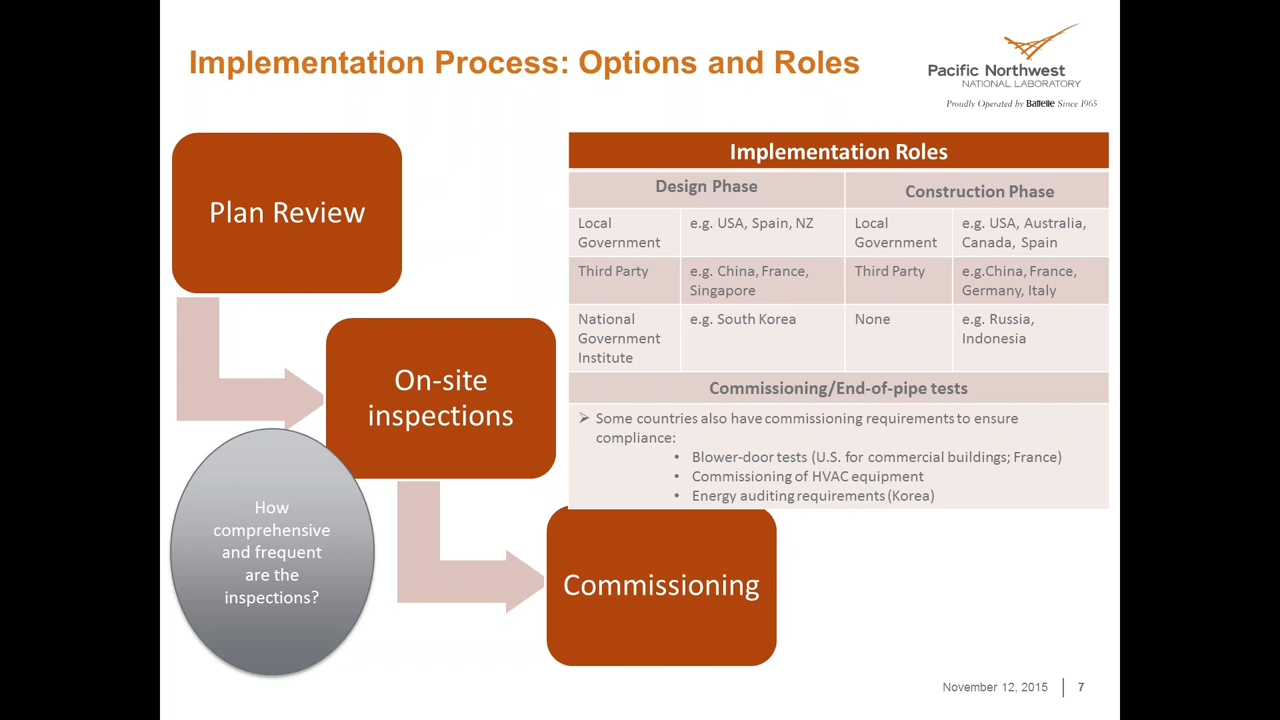 Implementation Process: Options and Roles
Pacific Northwest
NATIONAL LABORATORY
Proudly Operated by Battelle Since 1965
Plan Review
On-site
inspections
How
comprehensive
and frequent
are the
inspections?
Commissioning
Implementation Roles
Design Phase
Construction Phase
Local
Government
e.g. USA, Spain, NZ
Local
Government
e.g. USA, Australia,
Canada, Spain
Third Party
e.g. China, France,
Singapore
Third Party
e.g.China, France,
Germany, Italy
National
Government
Institute
e.g. South Korea
None
e.g. Russia,
Indonesia
Commissioning/End-of-pipe tests
➢ Some countries also have commissioning requirements to ensure
compliance:
• Blower-door tests (U.S. for commercial buildings; France)
• Commissioning of HVAC equipment
• Energy auditing requirements (Korea)
November 12, 2015
7